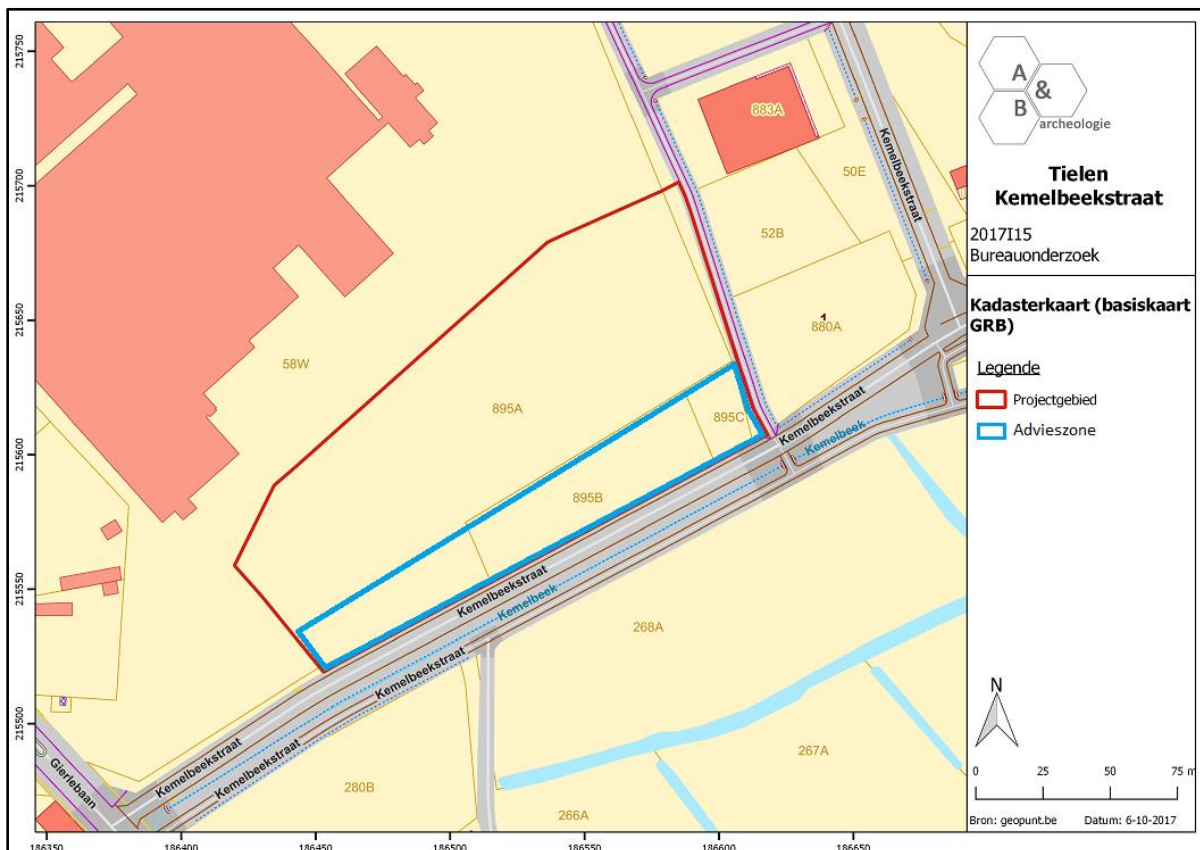 215750
215700
215650
215600
215550
215500
186350
186400
186450
186500
186550
186600
186650
883A
50E
52B
880A
58W
895A
895C
895B
268A
267A
266A
280B
Kemelbeekstraat
Kemelbeekstraat
Kemelbeek
Kemelbeekstraat
Kemelbeek
Kemelbeekstraat
Kemelbeekstraat
Kemelbeekstraat
Gierlebaan
A
&
B
archeologie
Tielen
Kemelbeekstraat
2017I15
Bureauonderzoek
Kadasterkaart (basiskaart
GRB)
Legende
Projectgebied
Advieszone
N
0 25 50 75 m
Bron: geopunt.be Datum: 6-10-2017